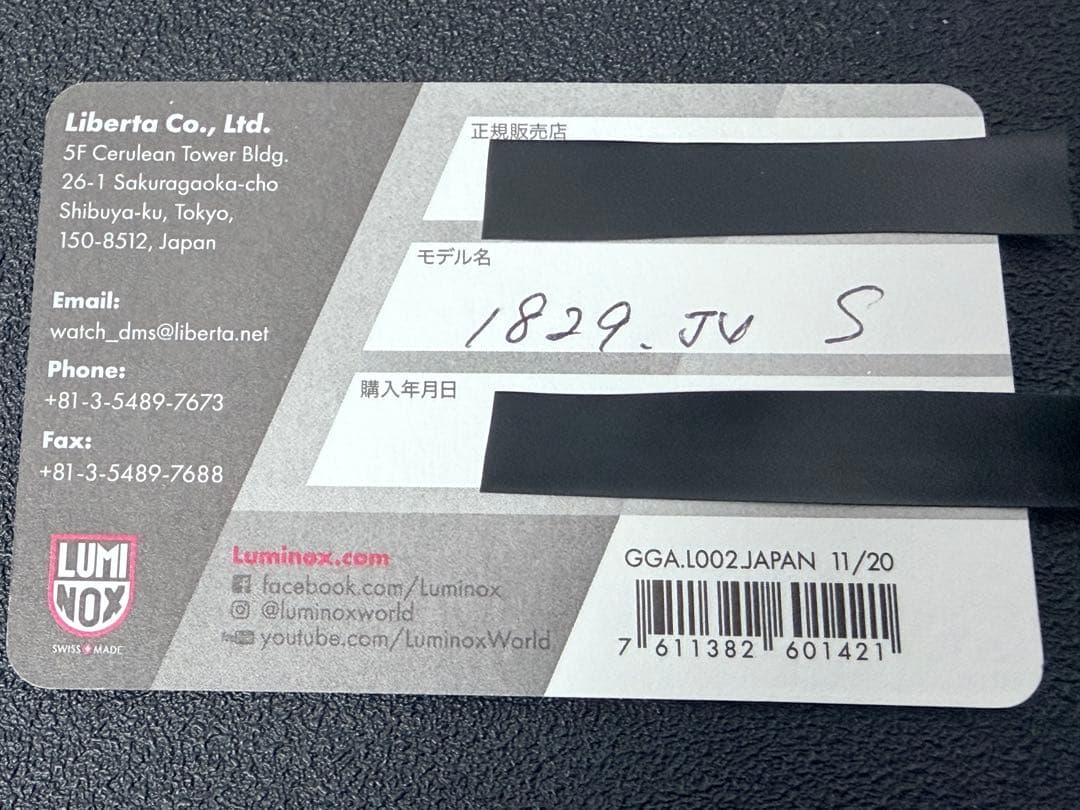 Liberta Co., Ltd.
5F Cerulean Tower Bldg.
26-1 Sakuragaoka-cho
Shibuya-ku, Tokyo,
150-8512, Japan
Email:
watch_dms@liberta.net
Phone:
+81-3-5489-7673
Fax:
+81-3-5489-7688
LUMI
NOX
SWISS MADE
正規販売店
モデル名
1829. JV S
購入年月日
Luminox.com
facebook.com/Luminox
@luminoxworld
YouTube youtube.com/LuminoxWorld
GGA.L002.JAPAN 11/20
7 611382 601421